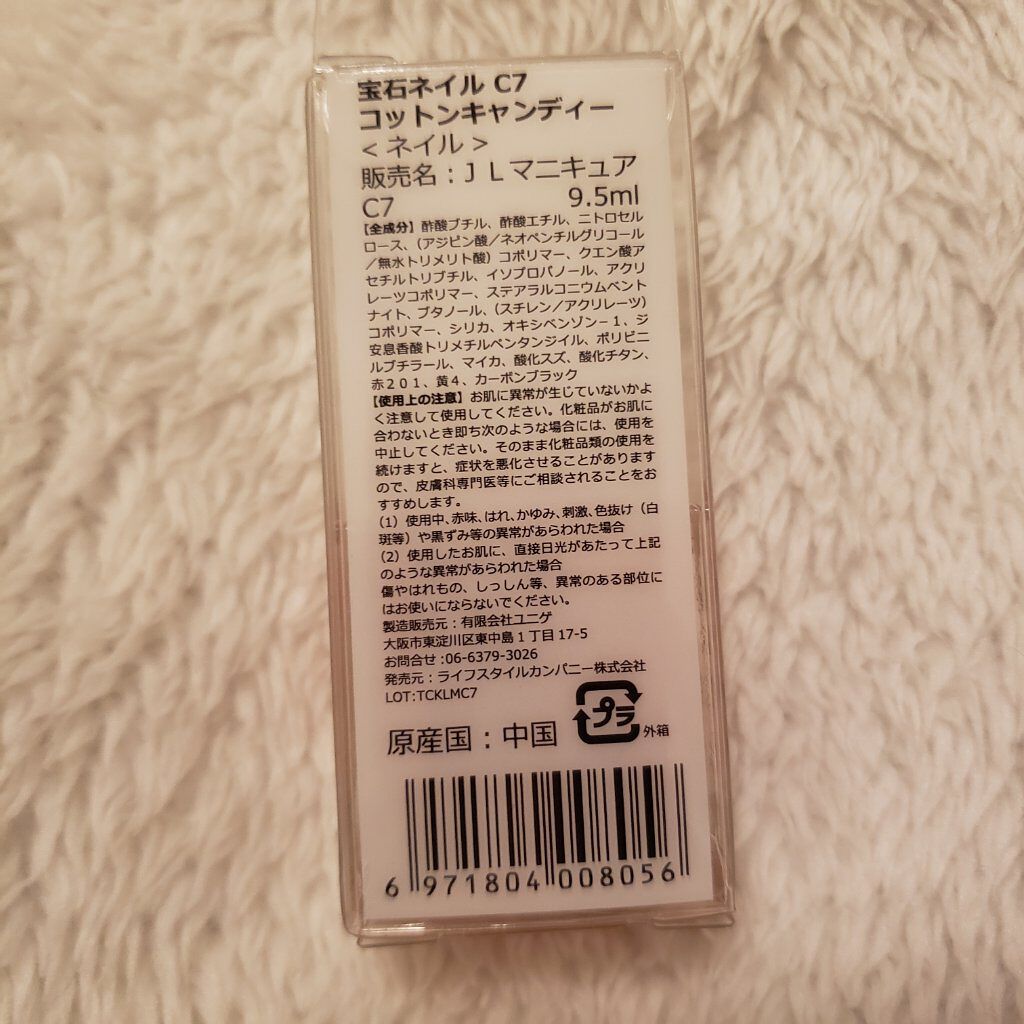 宝石ネイル C7
コットンキャンディー
< ネイル >
販売名：ＪＬマニキュア
C7 9.5ml
【全成分】酢酸ブチル、酢酸エチル、ニトロセル
ロース、（アジピン酸／ネオペンチルグリコール
／無水トリメリト酸）コポリマー、クエン酸ア
セチルトリブチル、イソプロパノール、アクリ
レーツコポリマー、ステアラルコニウムベント
ナイト、ブタノール、（スチレン／アクリレーツ）
コポリマー、シリカ、オキシベンゾン－１、ジ
安息香酸トリメチルペンタンジイル、ポリビニ
ルブチラール、マイカ、酸化スズ、酸化チタン、
赤２０１、黄４、カーボンブラック
【使用上の注意】お肌に異常が生じていないかよ
く注意して使用してください。化粧品がお肌に
合わないとき即ち次のような場合には、使用を
中止してください。そのまま化粧品類の使用を
続けますと、症状を悪化させることがあります
ので、皮膚科専門医等にご相談されることをお
すすめします。
（1）使用中、赤味、はれ、かゆみ、刺激、色抜け（白
斑等）や黒ずみ等の異常があらわれた場合
（2）使用したお肌に、直接日光があたって上記
のような異常があらわれた場合
傷やはれもの、しっしん等、異常のある部位に
はお使いにならないでください。
製造販売元：有限会社ユニゲ
大阪市東淀川区東中島１丁目17-5
お問合せ:06-6379-3026
発売元：ライフスタイルカンパニー株式会社
LOT:TCKLMC7
プラ
外箱
原産国：中国
6 971804 008056